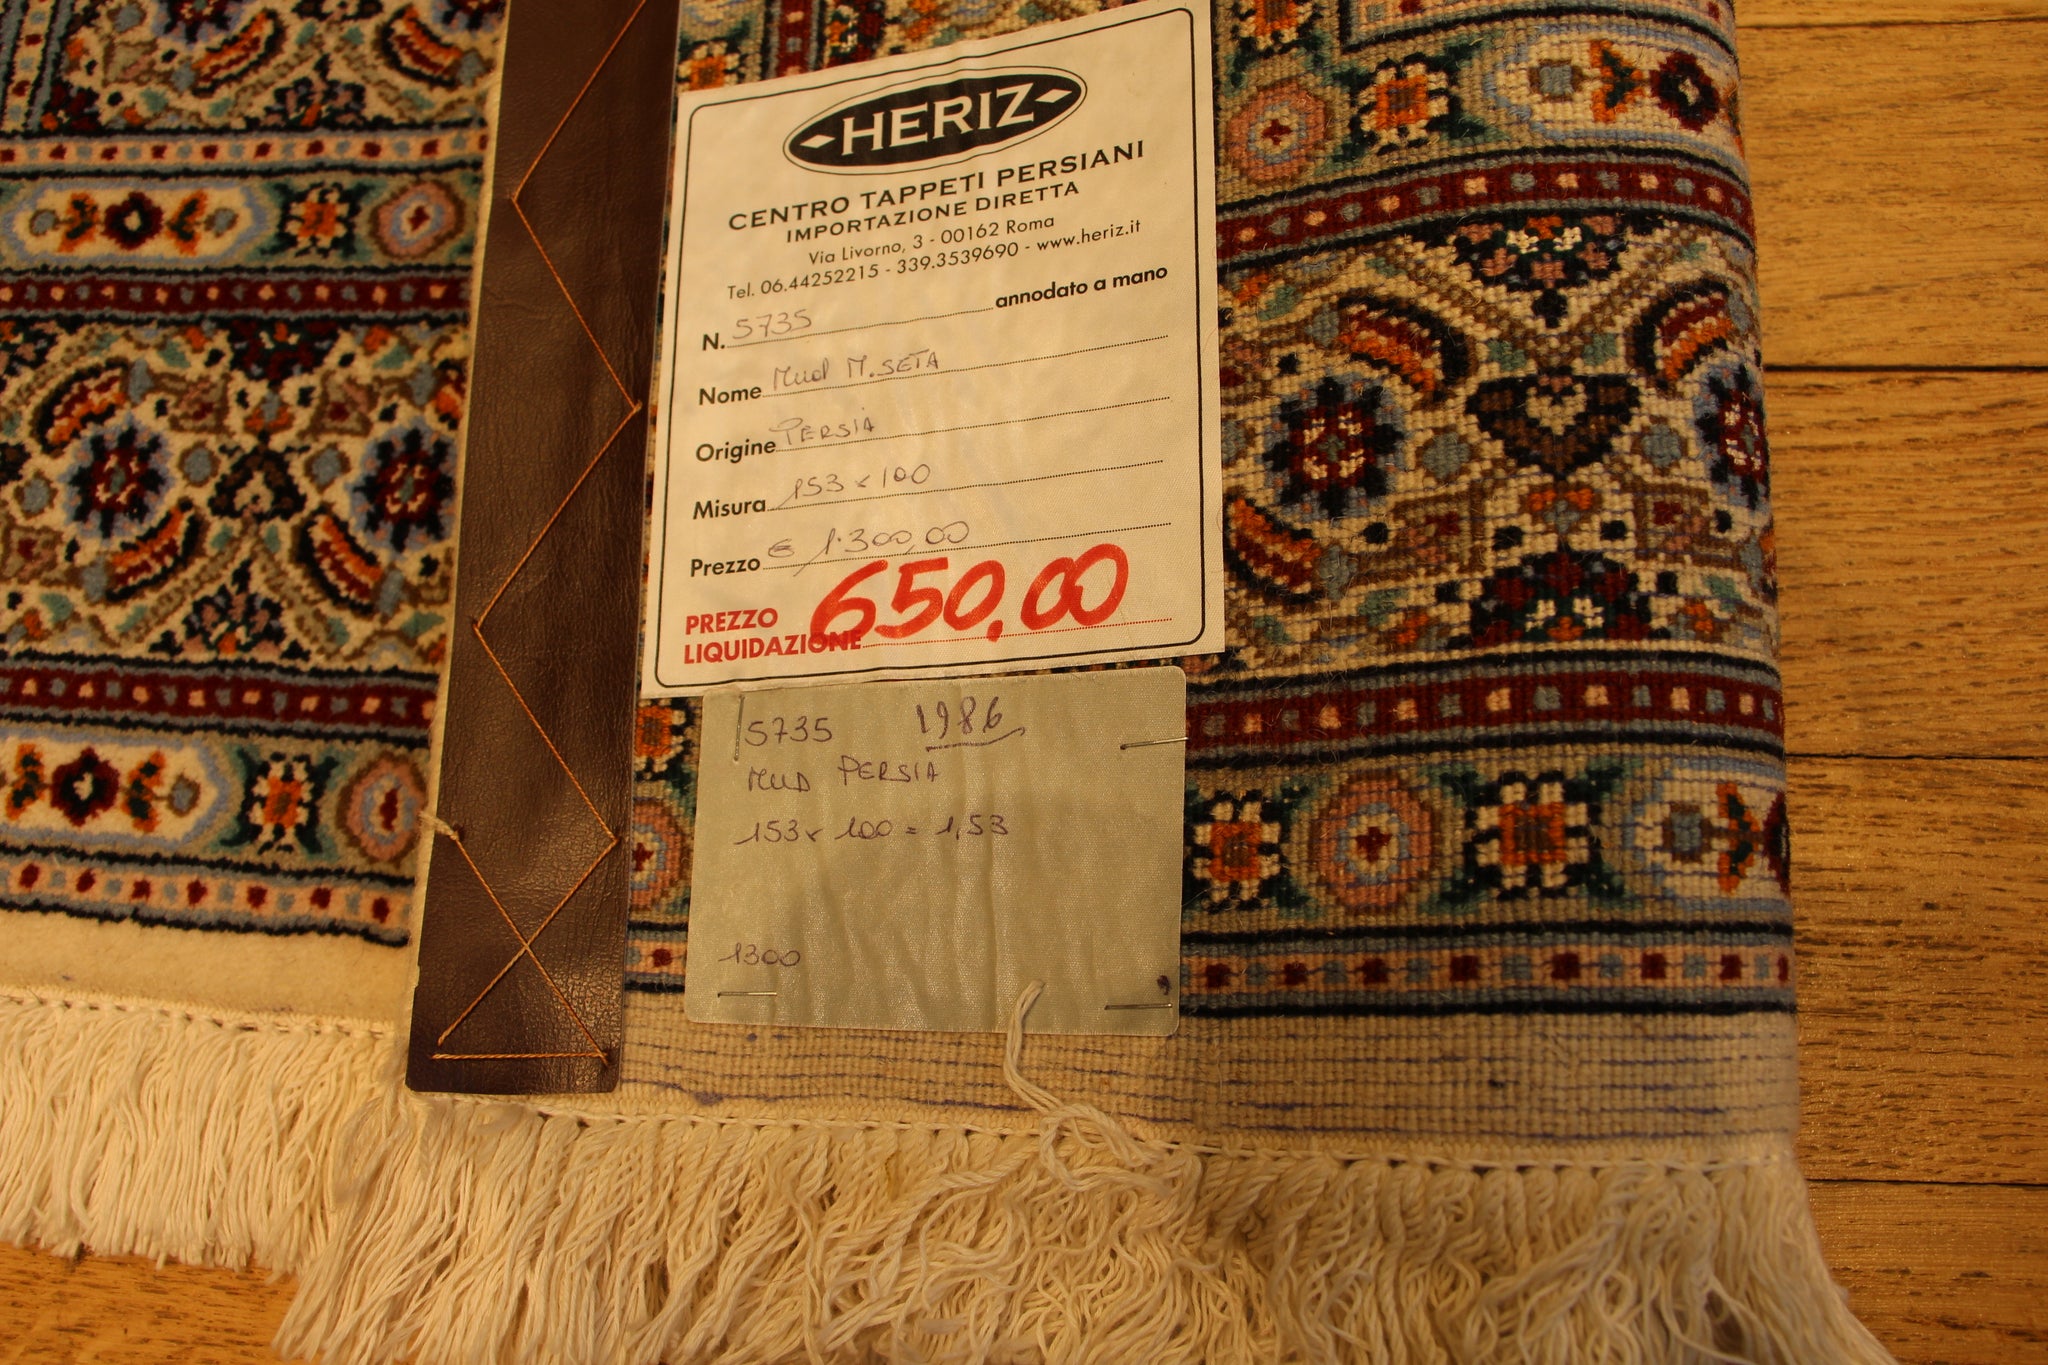 HERIZ
CENTRO TAPPETI PERSIANI
IMPORTAZIONE DIRETTA
Via Livorno, 3 - 00162 Roma
Tel. 06.44252215 - 339.3539690 - www.heriz.it
N. 5735 annodato a mano
Nome Mud M. SETA
Origine PERSIA
Misura 153 x 100
Prezzo € 1.300,00
PREZZO
LIQUIDAZIONE 650,00
5735 1986
MUD PERSIA
153 x 100 = 1,53
1300